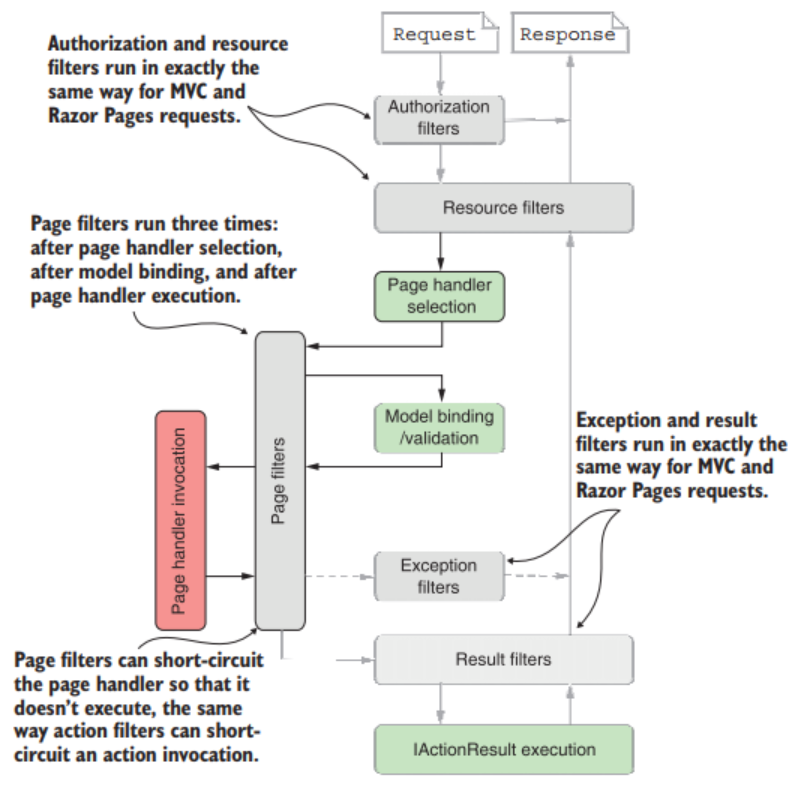 Request
Response
Authorization and resource
filters run in exactly the
same way for MVC and
Razor Pages requests.
Authorization
filters
Resource filters
Page filters run three times:
after page handler selection,
after model binding, and after
page handler execution.
Page handler
selection
Model binding
/validation
Page filters
Page handler invocation
Exception and result
filters run in exactly the
same way for MVC and
Razor Pages requests.
Exception
filters
Page filters can short-circuit
the page handler so that it
doesn't execute, the same
way action filters can short-
circuit an action invocation.
Result filters
IActionResult execution